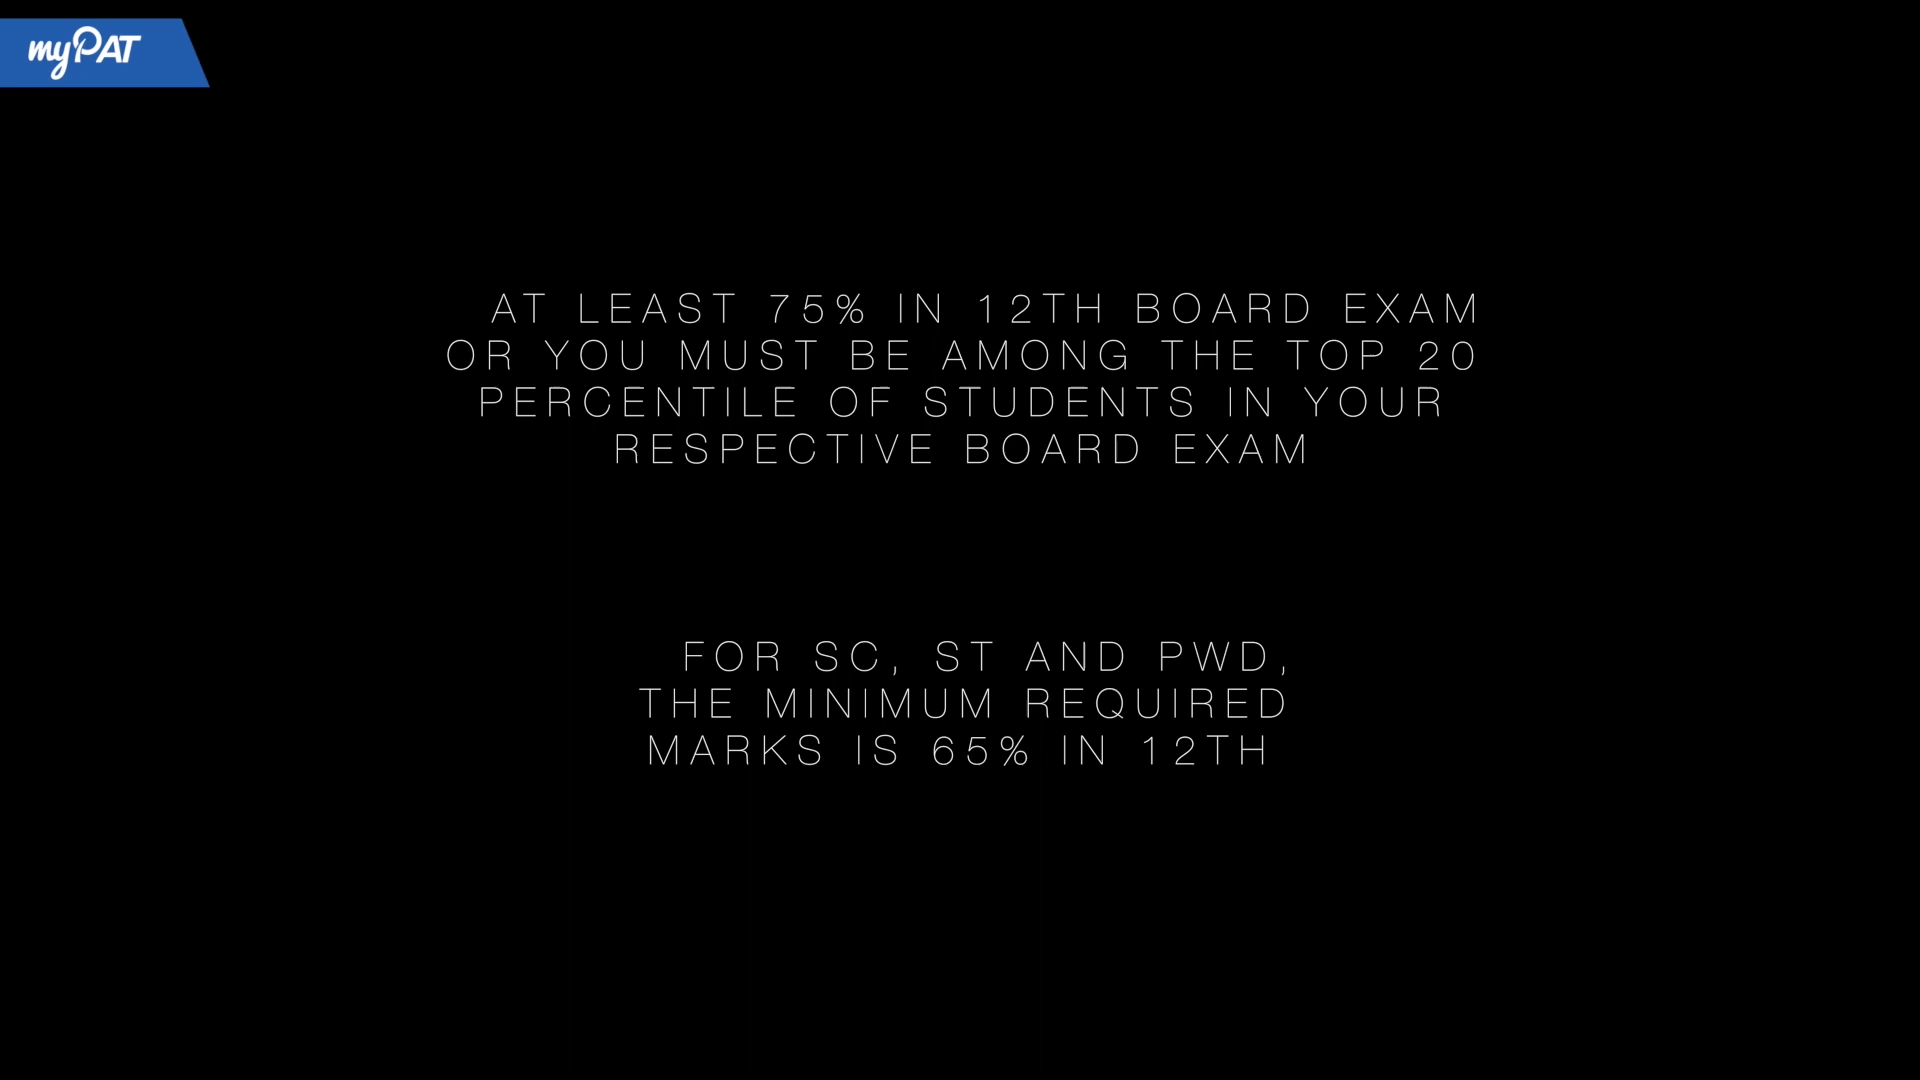 myPAT
AT LEAST 75% IN 12TH BOARD EXAM
OR YOU MUST BE AMONG THE TOP 20
PERCENTILE OF STUDENTS IN YOUR
RESPECTIVE BOARD EXAM
FOR SC, ST AND PWD,
THE MINIMUM REQUIRED
MARKS IS 65% IN 12TH